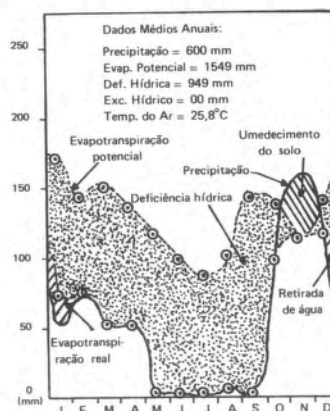 250
Dados Médios Anuais:
Precipitação = 600 mm
Evap. Potencial = 1549 mm
Def. Hídrica = 949 mm
Exc. Hídrico = 00 mm
Temp. do Ar = 25,8°C
200
Evapotranspiração
potencial
Umedecimento
do solo
Precipitação
150
Deficiência hídrica
100
50
Evapotranspi-
ração real
Retirada
de água
0
(mm)
J F M A M J J A S O N D